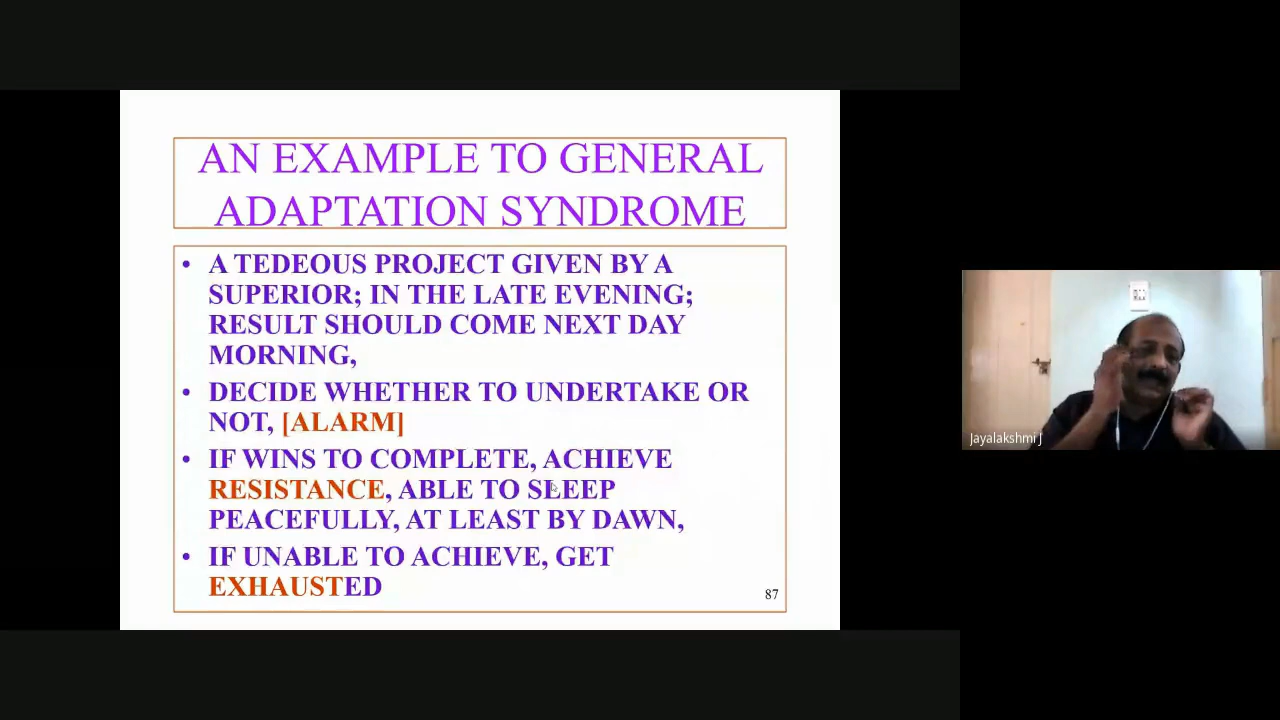 AN EXAMPLE TO GENERAL
ADAPTATION SYNDROME
• A TEDEOUS PROJECT GIVEN BY A
SUPERIOR; IN THE LATE EVENING;
RESULT SHOULD COME NEXT DAY
MORNING,
• DECIDE WHETHER TO UNDERTAKE OR
NOT, [ALARM]
• IF WINS TO COMPLETE, ACHIEVE
RESISTANCE, ABLE TO SLEEP
PEACEFULLY, AT LEAST BY DAWN,
• IF UNABLE TO ACHIEVE, GET
EXHAUSTED
87
Jayalakshmi J